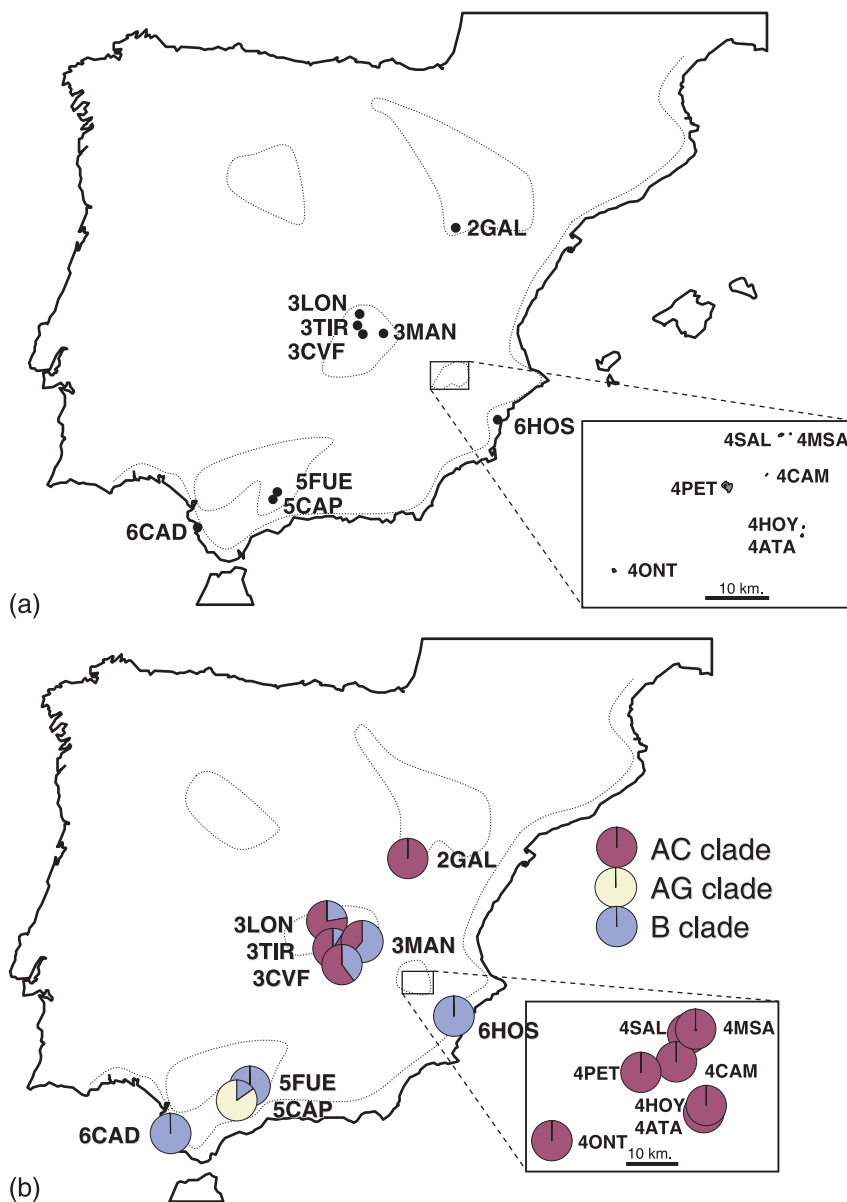 2GAL
3LON
3TIR
3MAN
3CVF
6HOS
5FUE
5CAP
6CAD
4SAL 4MSA
4CAM
4PET
4HOY
4ATA
4ONT
10 km.
(a)
2GAL
AC clade
AG clade
B clade
3LON
3TIR
3MAN
3CVF
6HOS
5FUE
5CAP
6CAD
4SAL 4MSA
4PET 4CAM
4HOY
4ATA
4ONT
10 km.
(b)